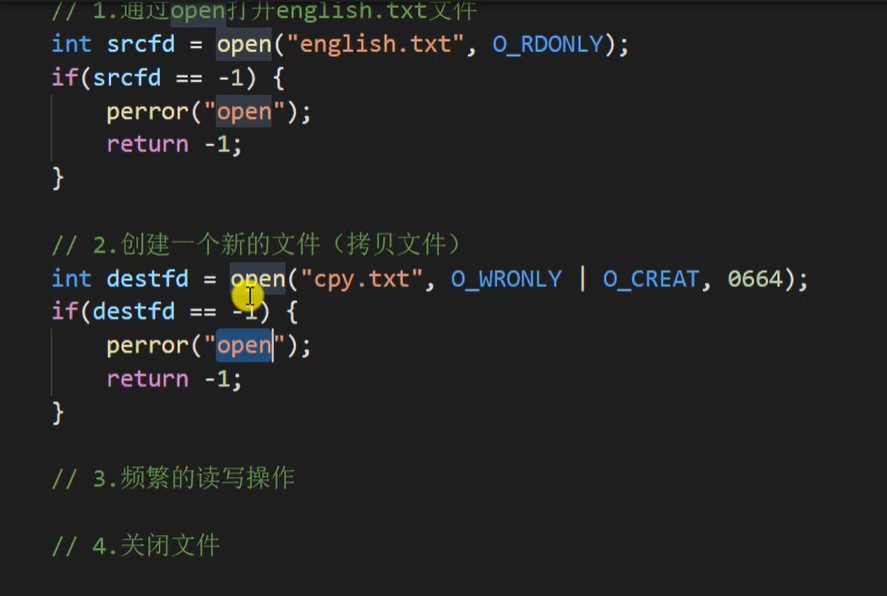 // 1.通过open打开english.txt文件
int srcfd = open("english.txt", O_RDONLY);
if(srcfd == -1) {
perror("open");
return -1;
}
// 2.创建一个新的文件（拷贝文件）
int destfd = open("cpy.txt", O_WRONLY | O_CREAT, 0664);
if(destfd == -1) {
perror("open");
return -1;
}
// 3.频繁的读写操作
// 4.关闭文件